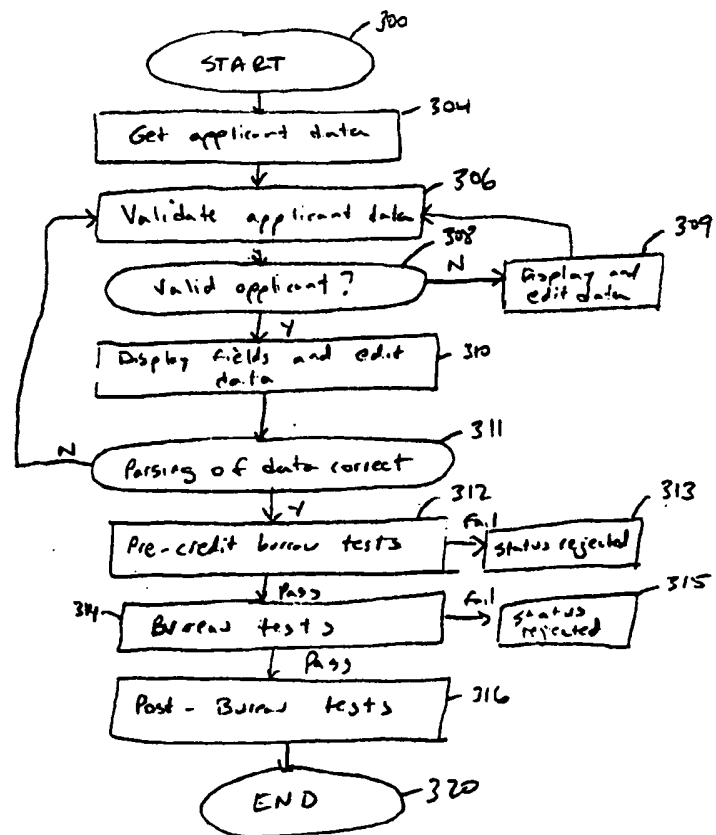 300
START
304
Get applicant data
306
Validate applicant data
308
309
Valid applicant?
N
Display and
edit data
Y
Display fields and edit
data
310
311
N
Parsing of data correct
Y
312
313
Pre-credit burrow tests
Fail
Status rejected
Pass
314
Bureau tests
Fail
315
Status
rejected
Pass
Post-Bureau tests
316
END
320